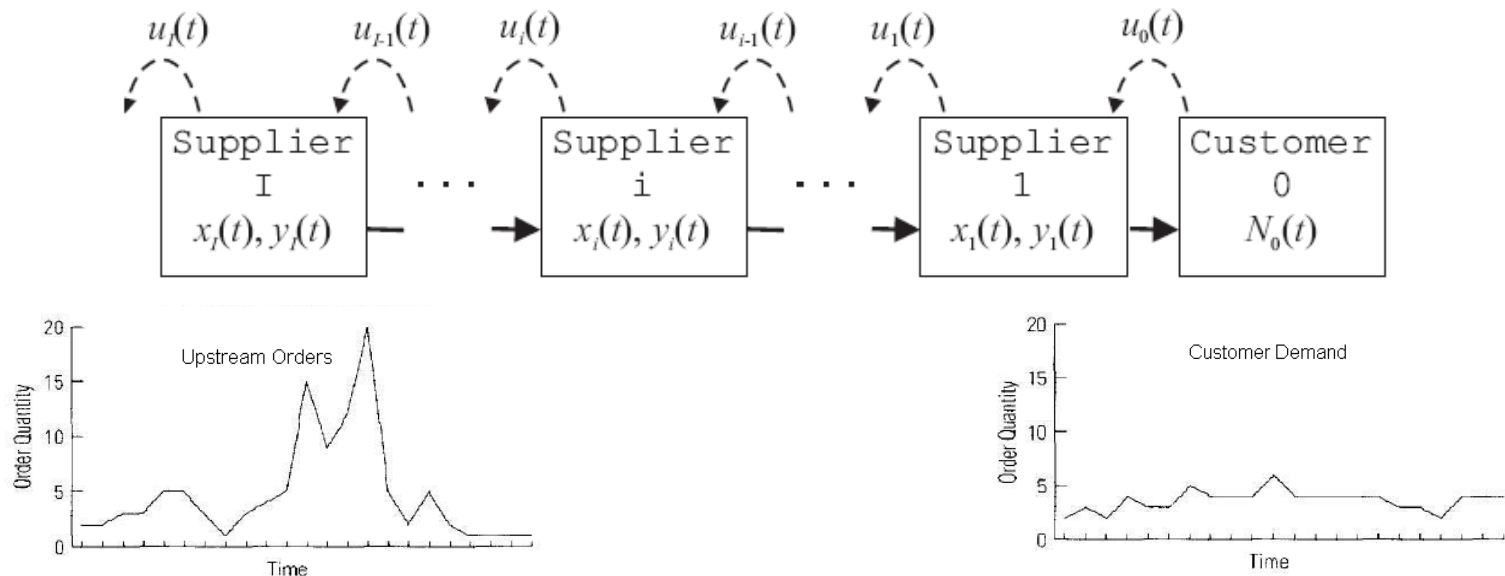 u_I(t) u_{I-1}(t) u_i(t) u_{i-1}(t) u_1(t) u_0(t)
Supplier
I
x_I(t), y_I(t)
. . .
Supplier
i
x_i(t), y_i(t)
. . .
Supplier
1
x_1(t), y_1(t)
Customer
0
N_0(t)
Upstream Orders
Order Quantity
20
15
10
5
0
Time
Customer Demand
Order Quantity
20
15
10
5
0
Time